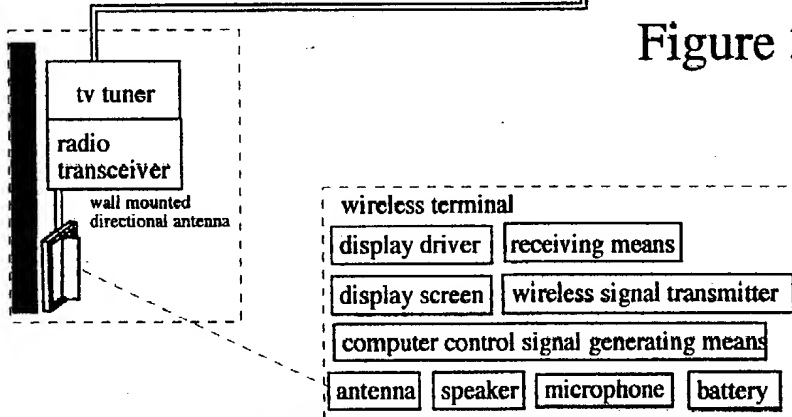 Figure
tv tuner
radio
transceiver
wall mounted
directional antenna
wireless terminal
display driver receiving means
display screen wireless signal transmitter
computer control signal generating means
antenna speaker microphone battery